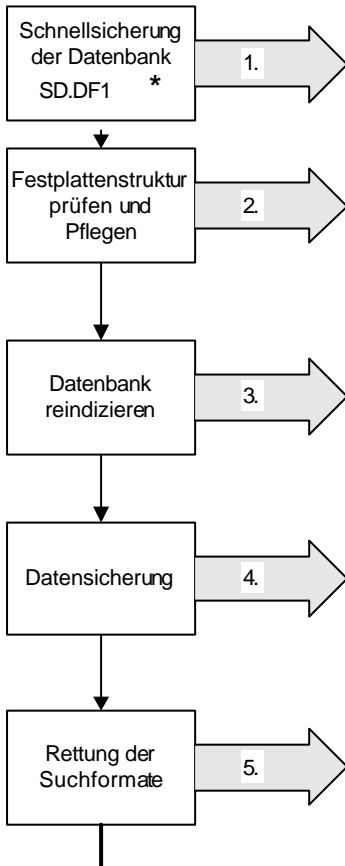 Schnellsicherung
der Datenbank
SD.DF1 *
1.
Festplattenstruktur
prüfen und
Pflegen
2.
Datenbank
reindizieren
3.
Datensicherung
4.
Rettung der
Suchformate
5.